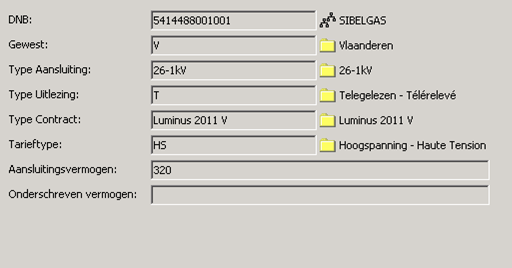 DNB: 5414488001001 SIBELGAS
Gewest: V Vlaanderen
Type Aansluiting: 26-1kV 26-1kV
Type Uitlezing: T Telegelezen - Télérelevé
Type Contract: Luminus 2011 V Luminus 2011 V
Tarieftype: HS Hoogspanning - Haute Tension
Aansluitingsvermogen: 320
Onderschreven vermogen: